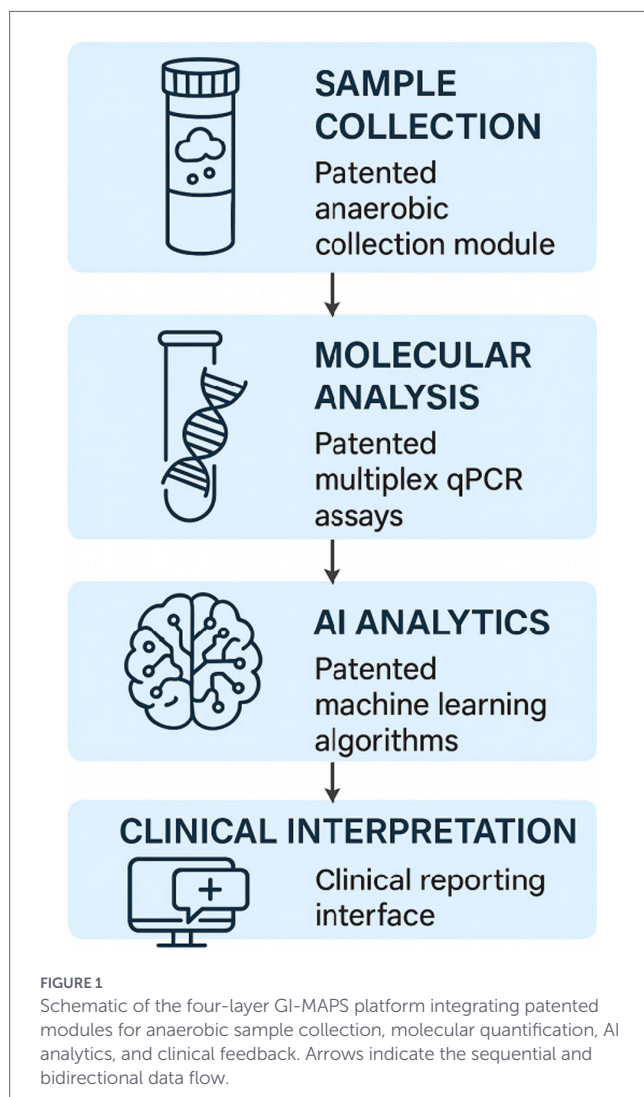 SAMPLE
COLLECTION
Patented
anaerobic
collection module
MOLECULAR
ANALYSIS
Patented
multiplex qPCR
assays
AI ANALYTICS
Patented
machine learning
algorithms
CLINICAL INTERPRETATION
Clinical reporting
interface
FIGURE 1
Schematic of the four-layer GI-MAPS platform integrating patented
modules for anaerobic sample collection, molecular quantification, AI
analytics, and clinical feedback. Arrows indicate the sequential and
bidirectional data flow.